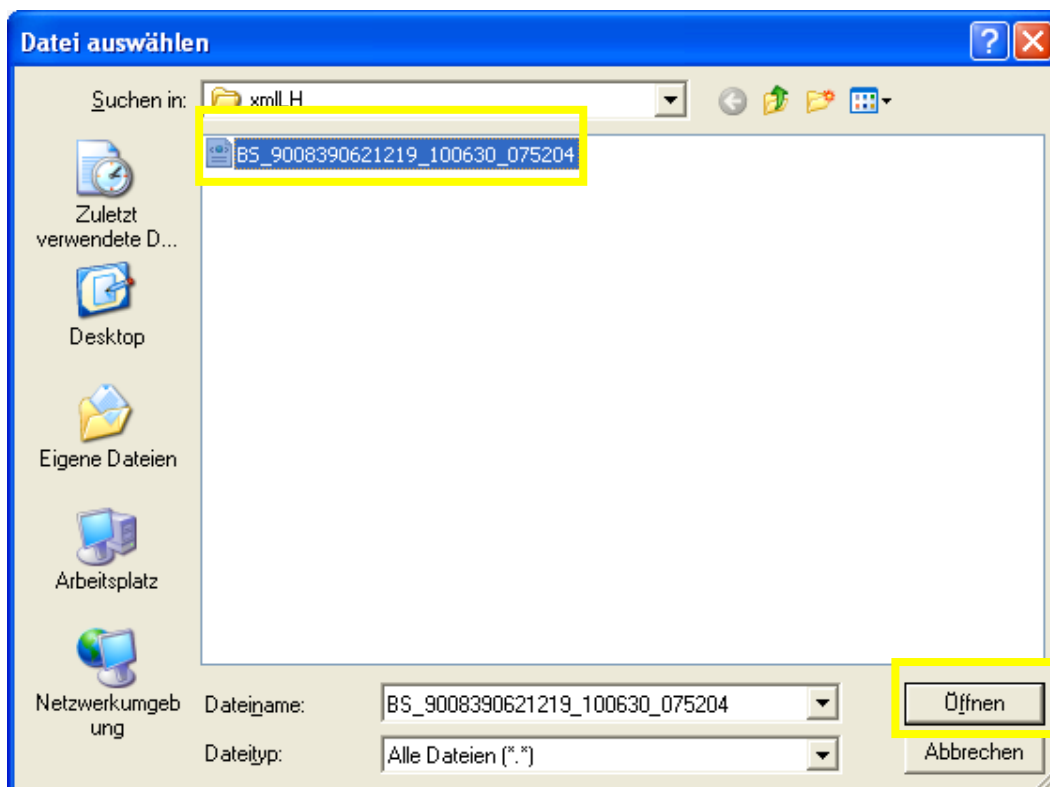 Datei auswählen
Suchen in:
xmlLH
BS_9008390621219_100630_075204
Zuletzt
verwendete D...
Desktop
Eigene Dateien
Arbeitsplatz
Netzwerkumgeb
ung
Dateiname:
BS_9008390621219_100630_075204
Öffnen
Dateityp:
Alle Dateien (*.*)
Abbrechen